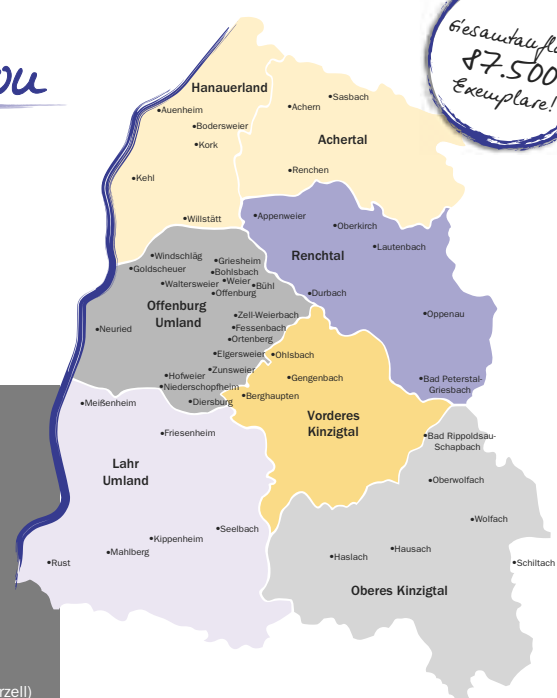 87.500
Exemplare!
Hanauerland
Sasbach
Achern
Auenheim
Bodersweier
Achertal
Kork
Renchen
Kehl
Willstätt
Appenweier
Oberkirch
Lautenbach
Renchtal
Windschläg
Griesheim
Goldscheuer
Bohlsbach
Waltersweier
Weier
Bühl
Offenburg
Durbach
Offenburg
Umland
Zell-Weierbach
Oppenau
Neuried
Fessenbach
Ortenberg
Elgersweier
Ohlsbach
Zunsweier
Hofweier
Gengenbach
Bad Peterstal-
Griesbach
Niederschopfheim
Berghaupten
Meißenheim
Diersburg
Vorderes
Kinzigtal
Friesenheim
Bad Rippoldsau-
Schapbach
Lahr
Umland
Oberwolfach
Wolfach
Seelbach
Kippenheim
Hausach
Mahlberg
Haslach
Rust
Schiltach
Oberes Kinzigtal
rzell)